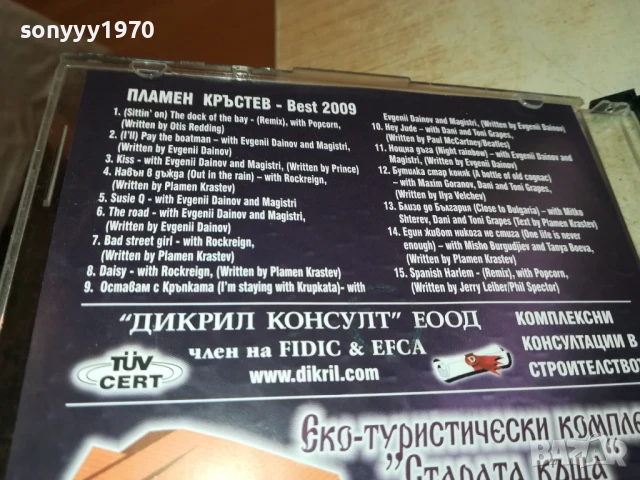 sonyyy1970
ПЛАМЕН КРЪСТЕВ - Best 2009
1. (Sittin' on) The dock of the bay - (Remix), with Popcorn,
(Written by Otis Redding)
2. (I'll) Pay the boatman – with Evgenii Dainov and Magistri,
(Written by Evgenii Dainov)
3. Kiss - with Evgenii Dainov and Magistri, (Written by Prince)
4. Навън в дъжда (Out in the rain) – with Rockreign,
(Written by Plamen Krastev)
5. Susie Q - with Evgenii Dainov and Magistri
6. The road - with Evgenii Dainov and Magistri,
(Written by Evgenii Dainov)
7. Bad street girl - with Rockreign,
(Written by Plamen Krastev)
8. Daisy - with Rockreign, (Written by Plamen Krastev)
9. Оставам с Кръпката (I'm staying with Krupkata)- with
Evgenii Dainov and Magistri, (Written by Evgenii Dainov)
10. Hey Jude – with Dani and Toni Grapes,
(Written by Paul McCartney/Beatles)
11. Нощна дъга (Night rainbow) – with Evgenii Dainov and
Magistri, (Written by Evgenii Dainov)
12. Бутилка стар коняк (A bottle of old cognac)
– with Maxim Goranov, Dani and Toni Grapes,
(Written by Ilya Velchev)
13. Близо до България (Close to Bulgaria) – with Mitko
Shterev, Dani and Toni Grapes (Text by Plamen Krastev)
14. Един живот никога не стига (One life is never
enough) – with Misho Burgudjiev and Tanya Boeva,
(Written by Plamen Krastev)
15. Spanish Harlem - (Remix), with Popcorn,
(Written by Jerry Leiber/Phil Spector)
"ДИКРИЛ КОНСУЛТ" ЕООД
член на FIDIC & EFCA
www.dikril.com
TÜV
CERT
КОМПЛЕКСНИ
КОНСУЛТАЦИИ В
СТРОИТЕЛСТВОТ
Еко-туристически компле
"Старата къща"
BAZAR